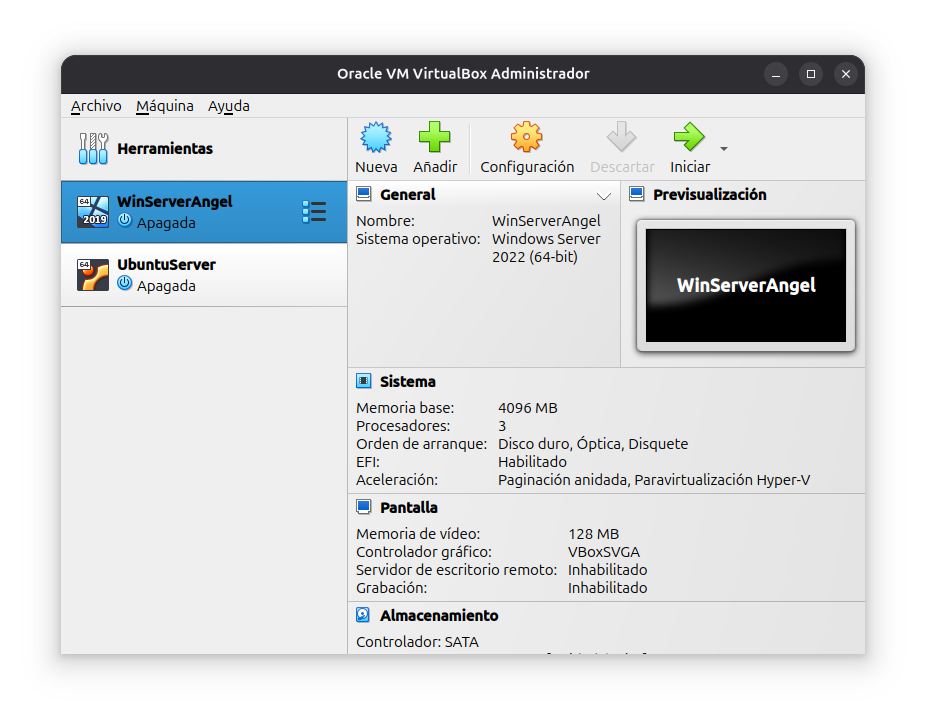 Oracle VM VirtualBox Administrador
Archivo Máquina Ayuda
Herramientas
64
2019
WinServerAngel
Apagada
64
UbuntuServer
Apagada
Nueva Añadir Configuración Descartar Iniciar
General
Nombre: WinServerAngel
Sistema operativo: Windows Server
2022 (64-bit)
Previsualización
WinServerAngel
Sistema
Memoria base: 4096 MB
Procesadores: 3
Orden de arranque: Disco duro, Óptica, Disquete
EFI: Habilitado
Aceleración: Paginación anidada, Paravirtualización Hyper-V
Pantalla
Memoria de vídeo: 128 MB
Controlador gráfico: VBoxSVGA
Servidor de escritorio remoto: Inhabilitado
Grabación: Inhabilitado
Almacenamiento
Controlador: SATA